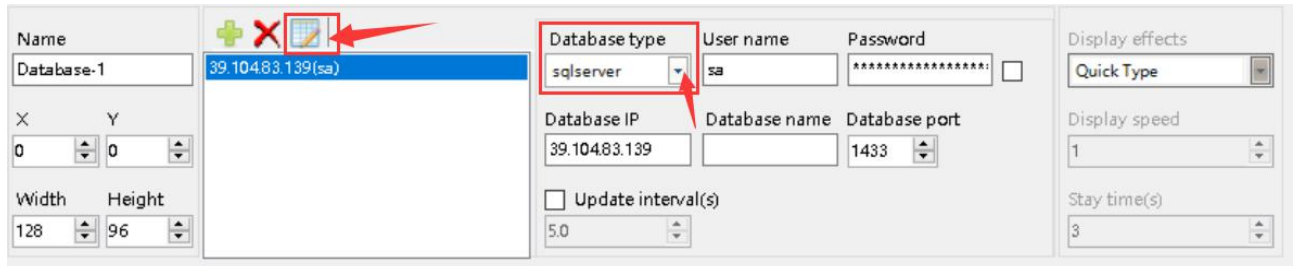 Name
Database-1
X Y
0 0
Width Height
128 96
39.104.83.139(sa)
Database type User name Password
sqlserver sa *****************
Database IP Database name Database port
39.104.83.139 1433
Update interval(s)
5.0
Display effects
Quick Type
Display speed
1
Stay time(s)
3